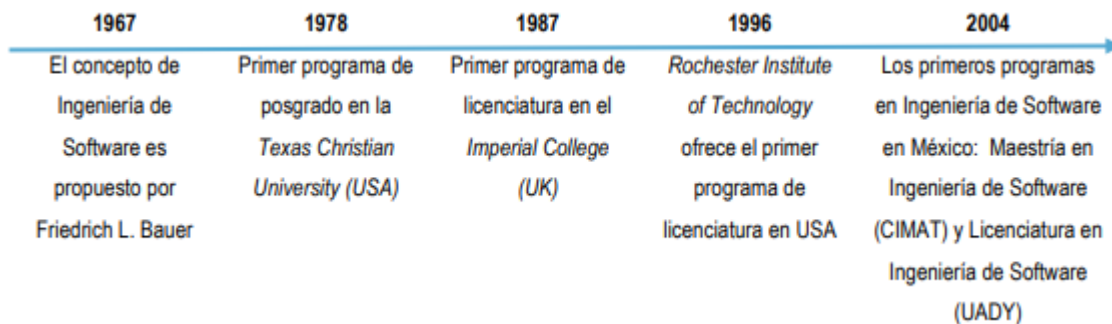 1967
El concepto de
Ingeniería de
Software es
propuesto por
Friedrich L. Bauer
1978
Primer programa de
posgrado en la
Texas Christian
University (USA)
1987
Primer programa de
licenciatura en el
Imperial College
(UK)
1996
Rochester Institute
of Technology
ofrece el primer
programa de
licenciatura en USA
2004
Los primeros programas
en Ingeniería de Software
en México: Maestría en
Ingeniería de Software
(CIMAT) y Licenciatura en
Ingeniería de Software
(UADY)